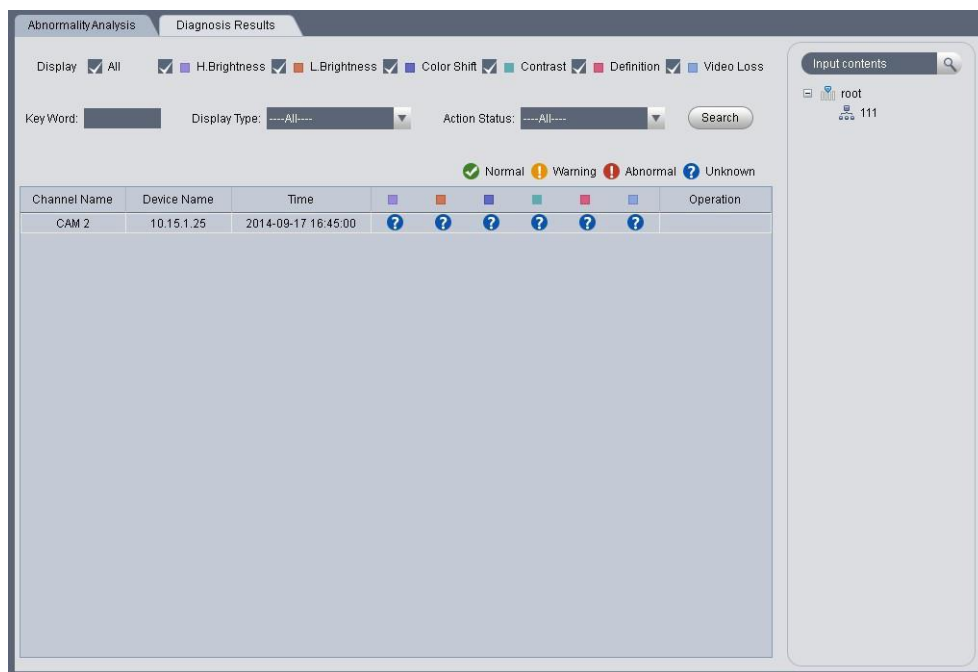 Abnormality Analysis Diagnosis Results
Display All H.Brightness L.Brightness Color Shift Contrast Definition Video Loss
Key Word: Display Type: ----All---- Action Status: ----All---- Search
Normal ! Warning ! Abnormal ? Unknown
Channel Name Device Name Time Operation
CAM 2 10.15.1.25 2014-09-17 16:45:00 ? ? ? ? ? ?
Input contents
root
111